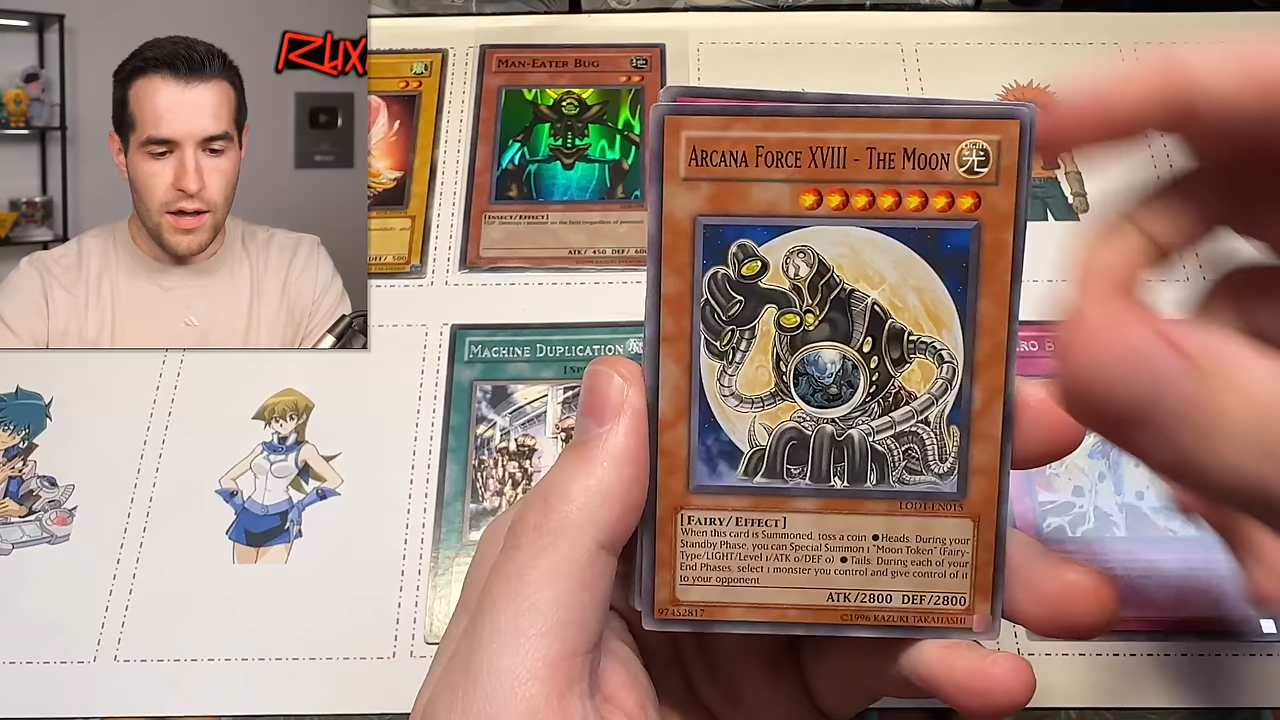 Rux
MAN-EATER BUG
[INSECT/EFFECT]
ATK/ 450 DEF/ 600
DEF/ 500
MACHINE DUPLICATION
ARCANA FORCE XVIII - THE MOON
LIGHT
光
LODT-EN015
[FAIRY/EFFECT]
When this card is Summoned, toss a coin ●Heads: During your
Standby Phase, you can Special Summon 1 "Moon Token" (Fairy-
Type/LIGHT/Level 1/ATK 0/DEF 0) ●Tails: During each of your
End Phases, select 1 monster you control and give control of it
to your opponent
ATK/2800 DEF/2800
97452817
©1996 KAZUKI TAKAHASHI